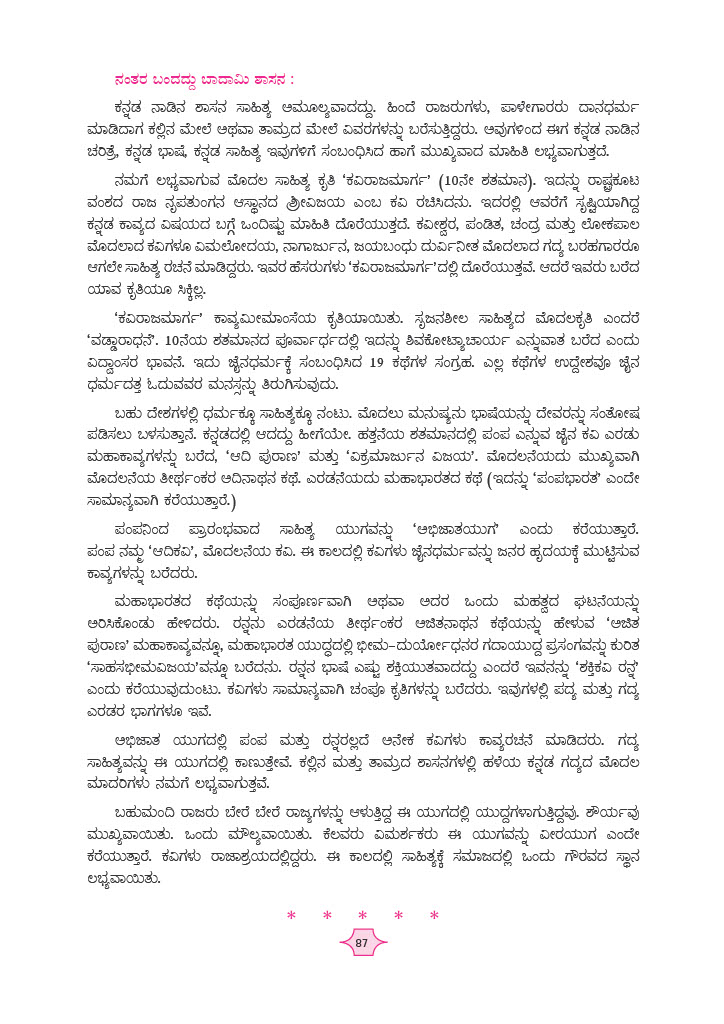 ನಂತರ ಬಂದದ್ದು ಬಾದಾಮಿ ಶಾಸನ :
ಕನ್ನಡ ನಾಡಿನ ಶಾಸನ ಸಾಹಿತ್ಯ ಅಮೂಲ್ಯವಾದದ್ದು. ಹಿಂದೆ ರಾಜರುಗಳು, ಪಾಳೇಗಾರರು ದಾನಧರ್ಮ
ಮಾಡಿದಾಗ ಕಲ್ಲಿನ ಮೇಲೆ ಅಥವಾ ತಾಮ್ರದ ಮೇಲೆ ವಿವರಗಳನ್ನು ಬರೆಸುತ್ತಿದ್ದರು. ಅವುಗಳಿಂದ ಈಗ ಕನ್ನಡ ನಾಡಿನ
ಚರಿತ್ರೆ, ಕನ್ನಡ ಭಾಷೆ, ಕನ್ನಡ ಸಾಹಿತ್ಯ ಇವುಗಳಿಗೆ ಸಂಬಂಧಿಸಿದ ಹಾಗೆ ಮುಖ್ಯವಾದ ಮಾಹಿತಿ ಲಭ್ಯವಾಗುತ್ತದೆ.
ನಮಗೆ ಲಭ್ಯವಾಗುವ ಮೊದಲ ಸಾಹಿತ್ಯ ಕೃತಿ ‘ಕವಿರಾಜಮಾರ್ಗ’ (10ನೇ ಶತಮಾನ). ಇದನ್ನು ರಾಷ್ಟ್ರಕೂಟ
ವಂಶದ ರಾಜ ನೃಪತುಂಗನ ಆಸ್ಥಾನದ ಶ್ರೀವಿಜಯ ಎಂಬ ಕವಿ ರಚಿಸಿದನು. ಇದರಲ್ಲಿ ಆವರೆಗೆ ಸೃಷ್ಟಿಯಾಗಿದ್ದ
ಕನ್ನಡ ಕಾವ್ಯದ ವಿಷಯದ ಬಗ್ಗೆ ಒಂದಿಷ್ಟು ಮಾಹಿತಿ ದೊರೆಯುತ್ತದೆ. ಕವೀಶ್ವರ, ಪಂಡಿತ, ಚಂದ್ರ ಮತ್ತು ಲೋಕಪಾಲ
ಮೊದಲಾದ ಕವಿಗಳೂ ವಿಮಲೋದಯ, ನಾಗಾರ್ಜುನ, ಜಯಬಂಧು ದುರ್ವಿನೀತ ಮೊದಲಾದ ಗದ್ಯ ಬರಹಗಾರರೂ
ಆಗಲೇ ಸಾಹಿತ್ಯ ರಚನೆ ಮಾಡಿದ್ದರು. ಇವರ ಹೆಸರುಗಳು ‘ಕವಿರಾಜಮಾರ್ಗ’ದಲ್ಲಿ ದೊರೆಯುತ್ತವೆ. ಆದರೆ ಇವರು ಬರೆದ
ಯಾವ ಕೃತಿಯೂ ಸಿಕ್ಕಿಲ್ಲ.
‘ಕವಿರಾಜಮಾರ್ಗ’ ಕಾವ್ಯಮೀಮಾಂಸೆಯ ಕೃತಿಯಾಯಿತು. ಸೃಜನಶೀಲ ಸಾಹಿತ್ಯದ ಮೊದಲಕೃತಿ ಎಂದರೆ
‘ವಡ್ಡಾರಾಧನೆ’. 10ನೆಯ ಶತಮಾನದ ಪೂರ್ವಾರ್ಧದಲ್ಲಿ ಇದನ್ನು ಶಿವಕೋಟ್ಯಾಚಾರ್ಯ ಎನ್ನುವಾತ ಬರೆದ ಎಂದು
ವಿದ್ವಾಂಸರ ಭಾವನೆ. ಇದು ಜೈನಧರ್ಮಕ್ಕೆ ಸಂಬಂಧಿಸಿದ 19 ಕಥೆಗಳ ಸಂಗ್ರಹ. ಎಲ್ಲ ಕಥೆಗಳ ಉದ್ದೇಶವೂ ಜೈನ
ಧರ್ಮದತ್ತ ಓದುವವರ ಮನಸ್ಸನ್ನು ತಿರುಗಿಸುವುದು.
ಬಹು ದೇಶಗಳಲ್ಲಿ ಧರ್ಮಕ್ಕೂ ಸಾಹಿತ್ಯಕ್ಕೂ ನಂಟು. ಮೊದಲು ಮನುಷ್ಯನು ಭಾಷೆಯನ್ನು ದೇವರನ್ನು ಸಂತೋಷ
ಪಡಿಸಲು ಬಳಸುತ್ತಾನೆ. ಕನ್ನಡದಲ್ಲಿ ಆದದ್ದು ಹೀಗೆಯೇ. ಹತ್ತನೆಯ ಶತಮಾನದಲ್ಲಿ ಪಂಪ ಎನ್ನುವ ಜೈನ ಕವಿ ಎರಡು
ಮಹಾಕಾವ್ಯಗಳನ್ನು ಬರೆದ, ‘ಆದಿ ಪುರಾಣ’ ಮತ್ತು ‘ವಿಕ್ರಮಾರ್ಜುನ ವಿಜಯ’. ಮೊದಲನೆಯದು ಮುಖ್ಯವಾಗಿ
ಮೊದಲನೆಯ ತೀರ್ಥಂಕರ ಆದಿನಾಥನ ಕಥೆ. ಎರಡನೆಯದು ಮಹಾಭಾರತದ ಕಥೆ (ಇದನ್ನು ‘ಪಂಪಭಾರತ’ ಎಂದೇ
ಸಾಮಾನ್ಯವಾಗಿ ಕರೆಯುತ್ತಾರೆ.)
ಪಂಪನಿಂದ ಪ್ರಾರಂಭವಾದ ಸಾಹಿತ್ಯ ಯುಗವನ್ನು ‘ಅಭಿಜಾತಯುಗ’ ಎಂದು ಕರೆಯುತ್ತಾರೆ.
ಪಂಪ ನಮ್ಮ ‘ಆದಿಕವಿ’, ಮೊದಲನೆಯ ಕವಿ. ಈ ಕಾಲದಲ್ಲಿ ಕವಿಗಳು ಜೈನಧರ್ಮವನ್ನು ಜನರ ಹೃದಯಕ್ಕೆ ಮುಟ್ಟಿಸುವ
ಕಾವ್ಯಗಳನ್ನು ಬರೆದರು.
ಮಹಾಭಾರತದ ಕಥೆಯನ್ನು ಸಂಪೂರ್ಣವಾಗಿ ಅಥವಾ ಅದರ ಒಂದು ಮಹತ್ವದ ಘಟನೆಯನ್ನು
ಆರಿಸಿಕೊಂಡು ಹೇಳಿದರು. ರನ್ನನು ಎರಡನೆಯ ತೀರ್ಥಂಕರ ಅಜಿತನಾಥನ ಕಥೆಯನ್ನು ಹೇಳುವ ‘ಅಜಿತ
ಪುರಾಣ’ ಮಹಾಕಾವ್ಯವನ್ನೂ, ಮಹಾಭಾರತ ಯುದ್ಧದಲ್ಲಿ ಭೀಮ–ದುರ್ಯೋಧನರ ಗದಾಯುದ್ದ ಪ್ರಸಂಗವನ್ನು ಕುರಿತ
‘ಸಾಹಸಭೀಮವಿಜಯ’ವನ್ನೂ ಬರೆದನು. ರನ್ನನ ಭಾಷೆ ಎಷ್ಟು ಶಕ್ತಿಯುತವಾದದ್ದು ಎಂದರೆ ಇವನನ್ನು ‘ಶಕ್ತಿಕವಿ ರನ್ನ’
ಎಂದು ಕರೆಯುವುದುಂಟು. ಕವಿಗಳು ಸಾಮಾನ್ಯವಾಗಿ ಚಂಪೂ ಕೃತಿಗಳನ್ನು ಬರೆದರು. ಇವುಗಳಲ್ಲಿ ಪದ್ಯ ಮತ್ತು ಗದ್ಯ
ಎರಡರ ಭಾಗಗಳೂ ಇವೆ.
ಅಭಿಜಾತ ಯುಗದಲ್ಲಿ ಪಂಪ ಮತ್ತು ರನ್ನರಲ್ಲದೆ ಅನೇಕ ಕವಿಗಳು ಕಾವ್ಯರಚನೆ ಮಾಡಿದರು. ಗದ್ಯ
ಸಾಹಿತ್ಯವನ್ನು ಈ ಯುಗದಲ್ಲಿ ಕಾಣುತ್ತೇವೆ. ಕಲ್ಲಿನ ಮತ್ತು ತಾಮ್ರದ ಶಾಸನಗಳಲ್ಲಿ ಹಳೆಯ ಕನ್ನಡ ಗದ್ಯದ ಮೊದಲ
ಮಾದರಿಗಳು ನಮಗೆ ಲಭ್ಯವಾಗುತ್ತವೆ.
ಬಹುಮಂದಿ ರಾಜರು ಬೇರೆ ಬೇರೆ ರಾಜ್ಯಗಳನ್ನು ಆಳುತ್ತಿದ್ದ ಈ ಯುಗದಲ್ಲಿ ಯುದ್ದಗಳಾಗುತ್ತಿದ್ದವು. ಶೌರ್ಯವು
ಮುಖ್ಯವಾಯಿತು. ಒಂದು ಮೌಲ್ಯವಾಯಿತು. ಕೆಲವರು ವಿಮರ್ಶಕರು ಈ ಯುಗವನ್ನು ವೀರಯುಗ ಎಂದೇ
ಕರೆಯುತ್ತಾರೆ. ಕವಿಗಳು ರಾಜಾಶ್ರಯದಲ್ಲಿದ್ದರು. ಈ ಕಾಲದಲ್ಲಿ ಸಾಹಿತ್ಯಕ್ಕೆ ಸಮಾಜದಲ್ಲಿ ಒಂದು ಗೌರವದ ಸ್ಥಾನ
ಲಭ್ಯವಾಯಿತು.
* * * * *
87